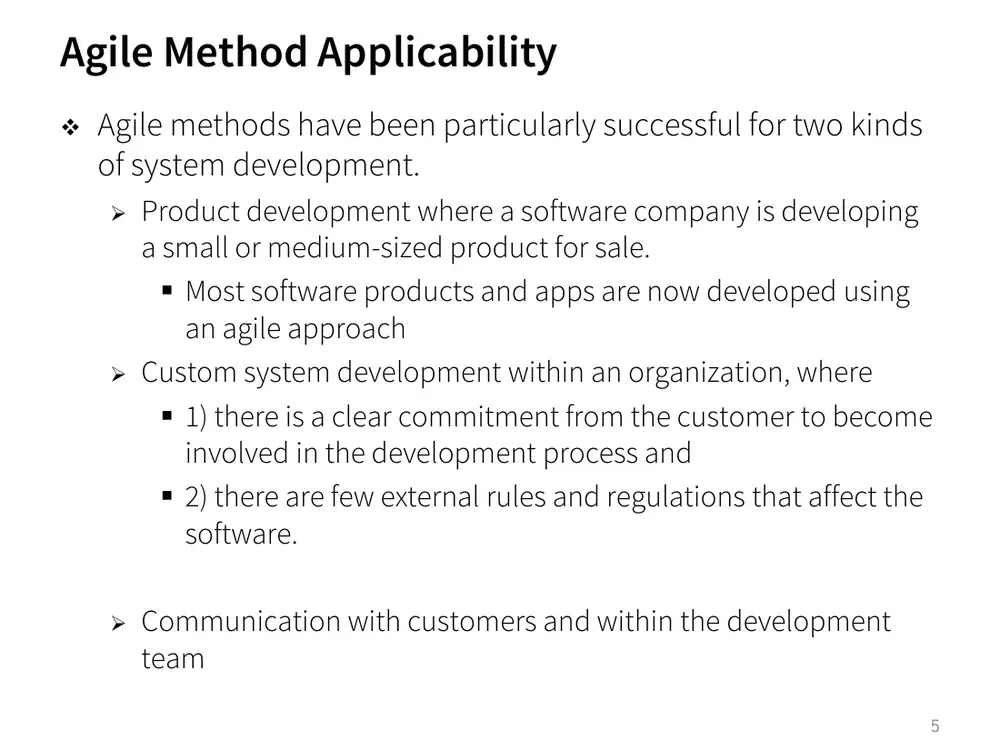 Agile Method Applicability
❖ Agile methods have been particularly successful for two kinds
of system development.
➢ Product development where a software company is developing
a small or medium-sized product for sale.
▪ Most software products and apps are now developed using
an agile approach
➢ Custom system development within an organization, where
▪ 1) there is a clear commitment from the customer to become
involved in the development process and
▪ 2) there are few external rules and regulations that affect the
software.
➢ Communication with customers and within the development
team
5